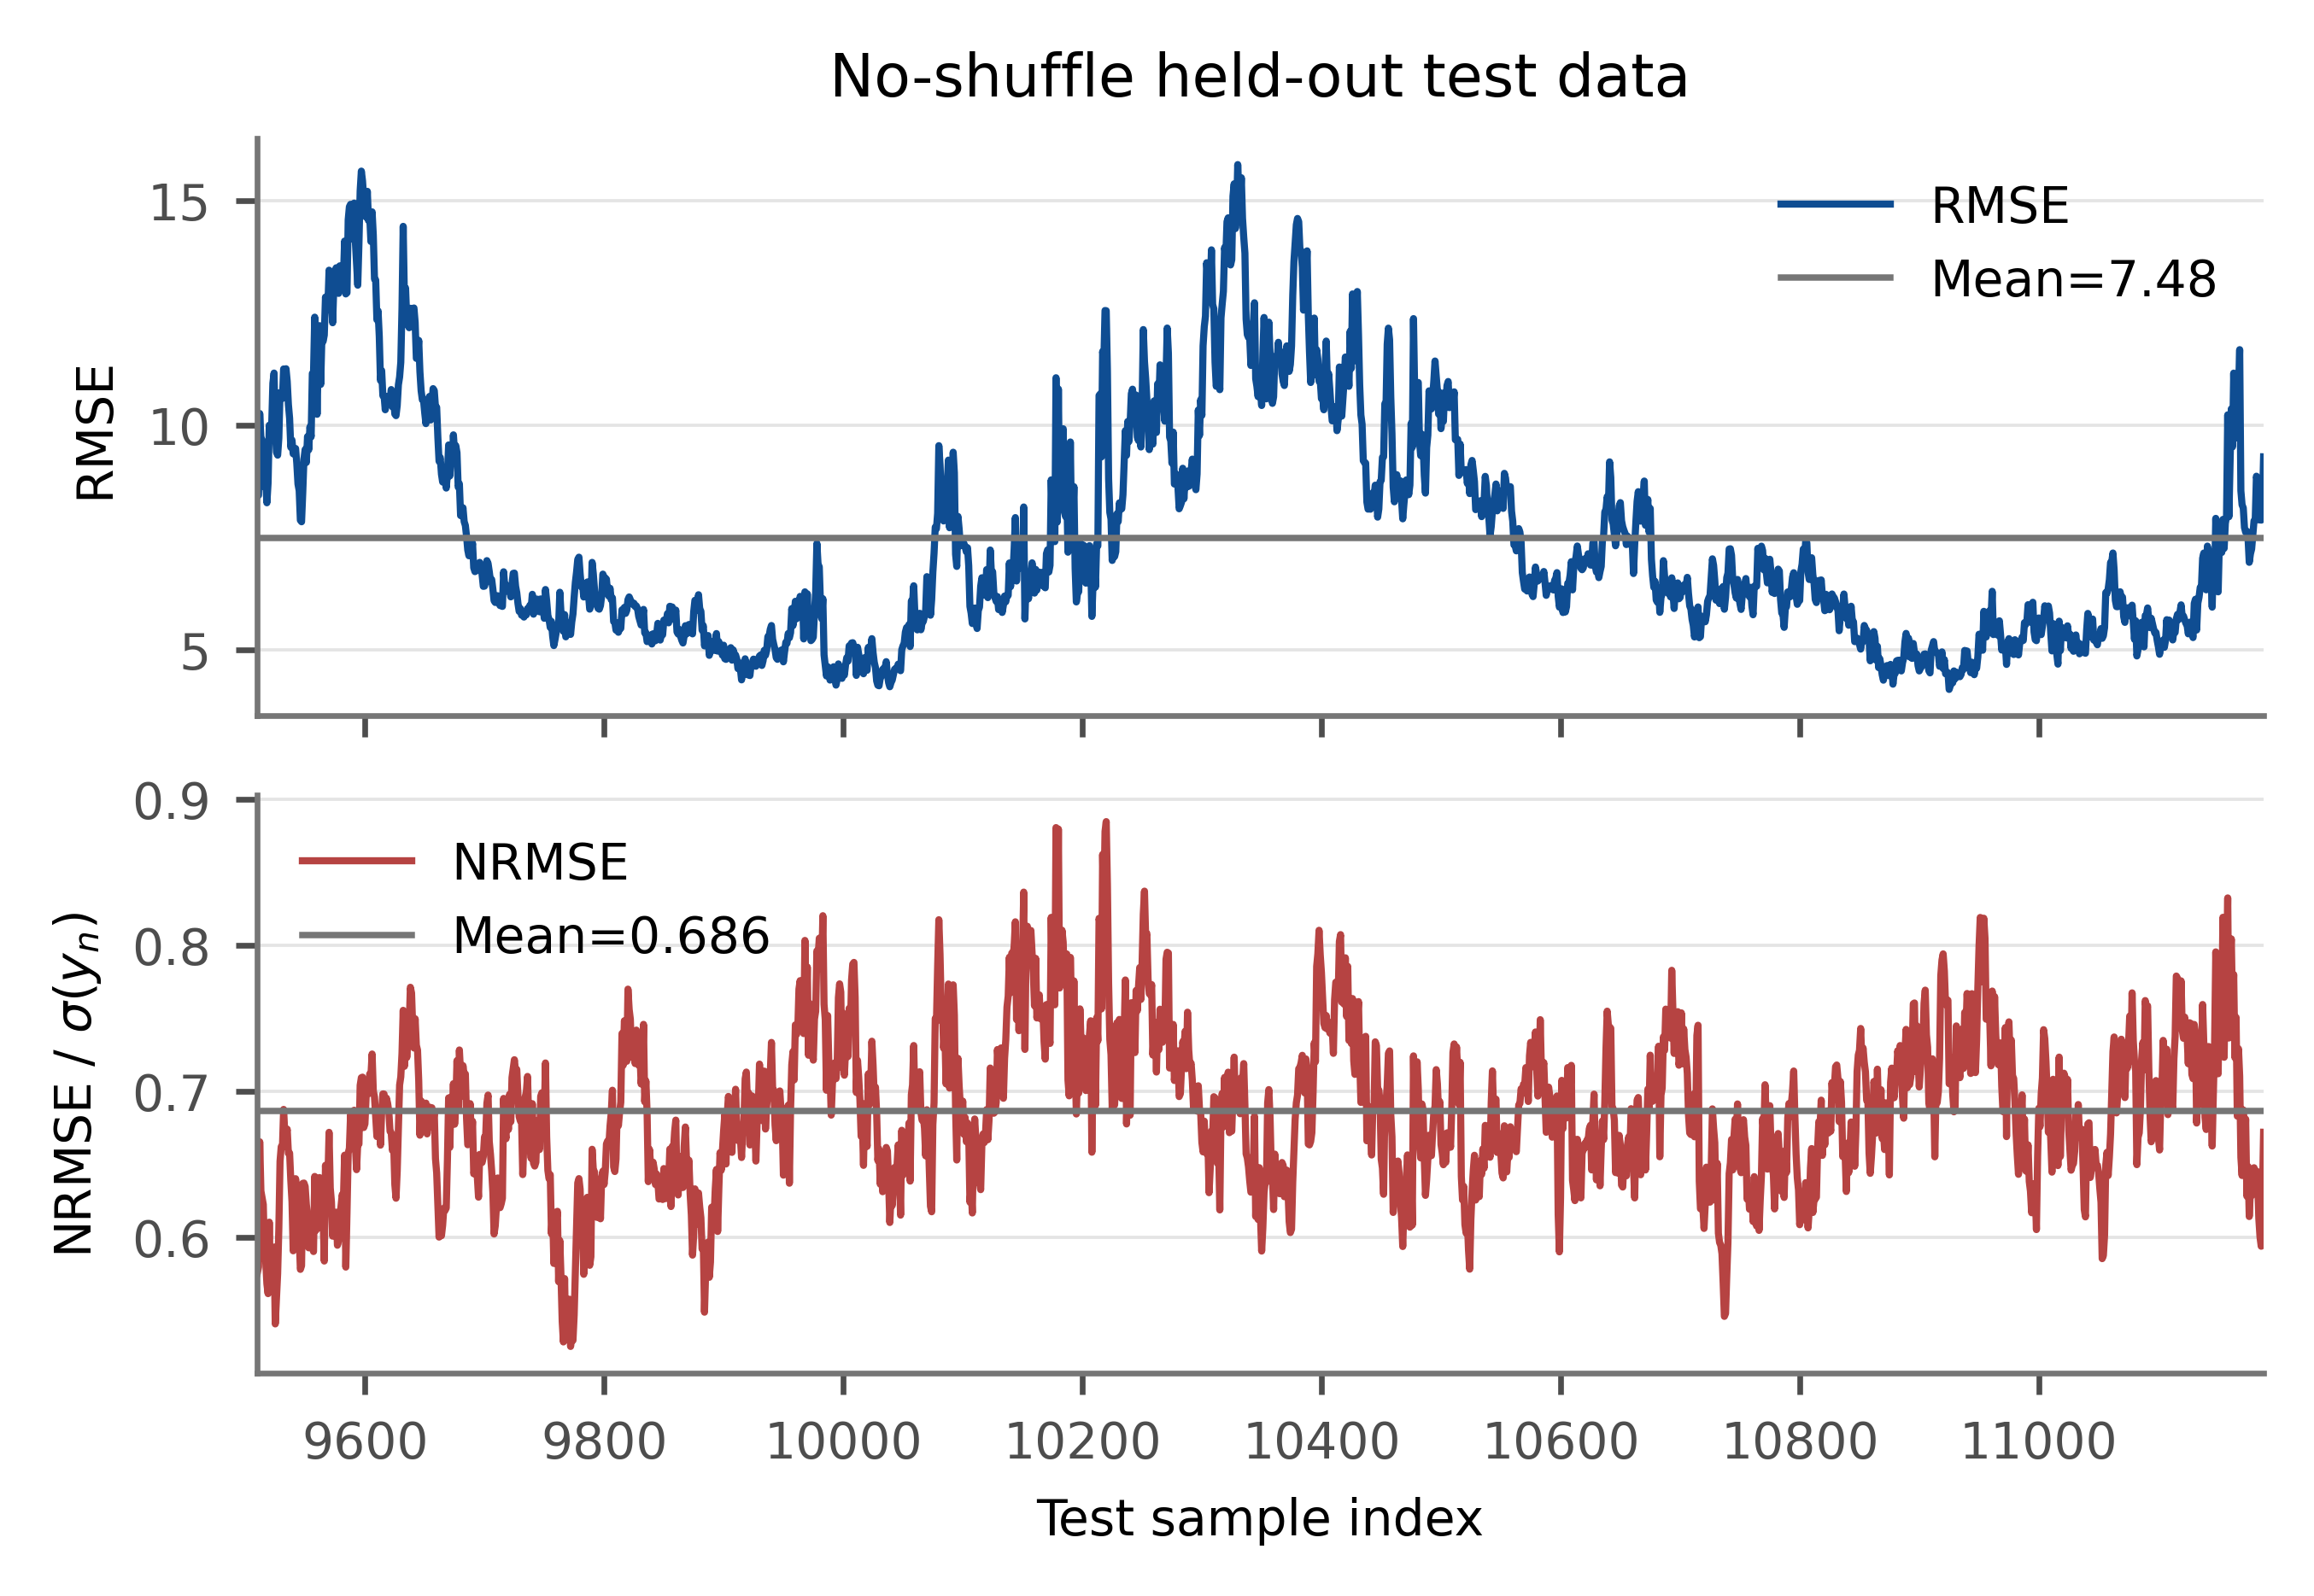 No-shuffle held-out test data
15
10
5
RMSE
RMSE
Mean=7.48
0.9
0.8
0.7
0.6
NRMSE / σ(yₙ)
NRMSE
Mean=0.686
9600 9800 10000 10200 10400 10600 10800 11000
Test sample index